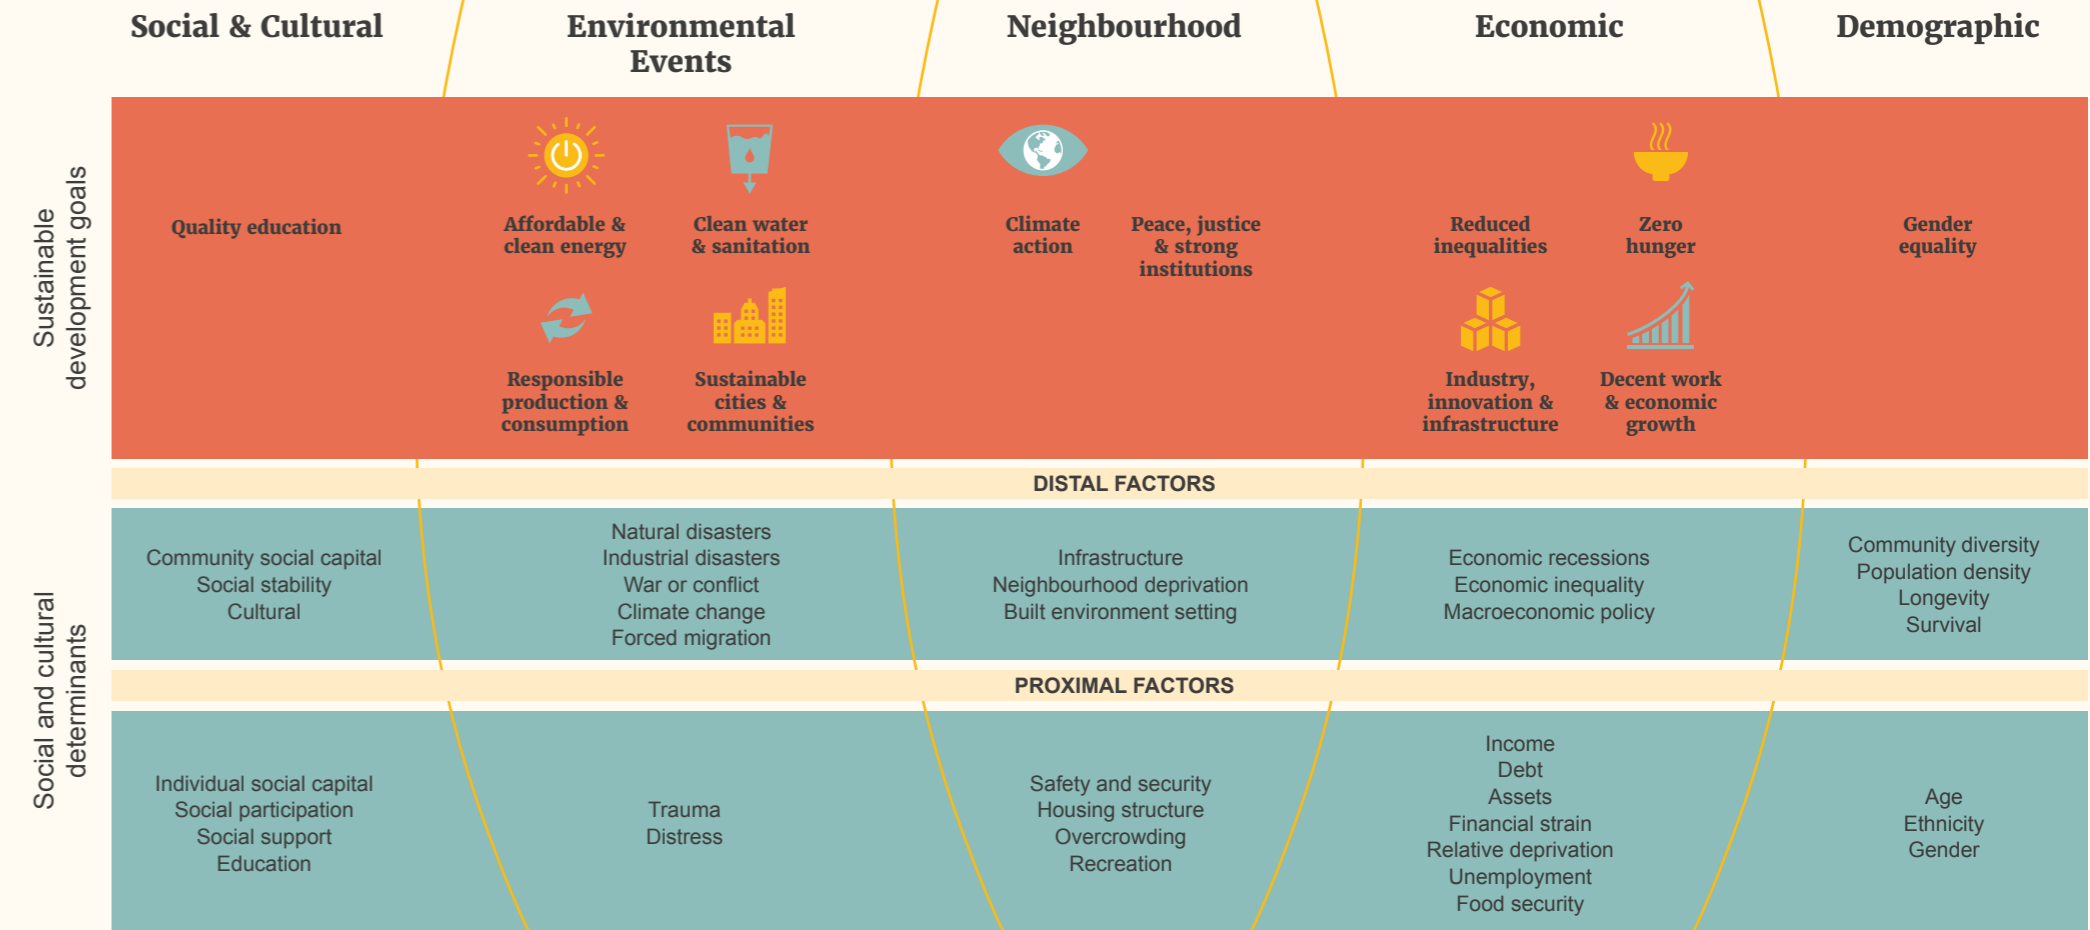 Social & Cultural
Environmental
Events
Neighbourhood
Economic
Demographic
Sustainable
development goals
Quality education
Affordable &
clean energy
Clean water
& sanitation
Climate
action
Peace, justice
& strong
institutions
Reduced
inequalities
Zero
hunger
Gender
equality
Responsible
production &
consumption
Sustainable
cities &
communities
Industry,
innovation &
infrastructure
Decent work
& economic
growth
DISTAL FACTORS
Social and cultural
determinants
Community social capital
Social stability
Cultural
Natural disasters
Industrial disasters
War or conflict
Climate change
Forced migration
Infrastructure
Neighbourhood deprivation
Built environment setting
Economic recessions
Economic inequality
Macroeconomic policy
Community diversity
Population density
Longevity
Survival
PROXIMAL FACTORS
Individual social capital
Social participation
Social support
Education
Trauma
Distress
Safety and security
Housing structure
Overcrowding
Recreation
Income
Debt
Assets
Financial strain
Relative deprivation
Unemployment
Food security
Age
Ethnicity
Gender